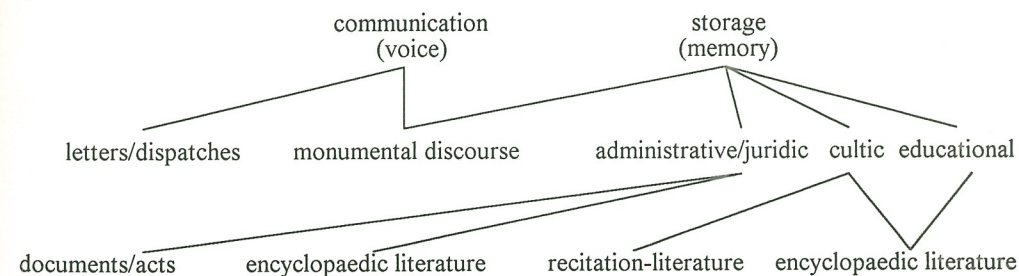 communication storage
(voice) (memory)
letters/dispatches monumental discourse administrative/juridic cultic educational
documents/acts encyclopaedic literature recitation-literature encyclopaedic literature